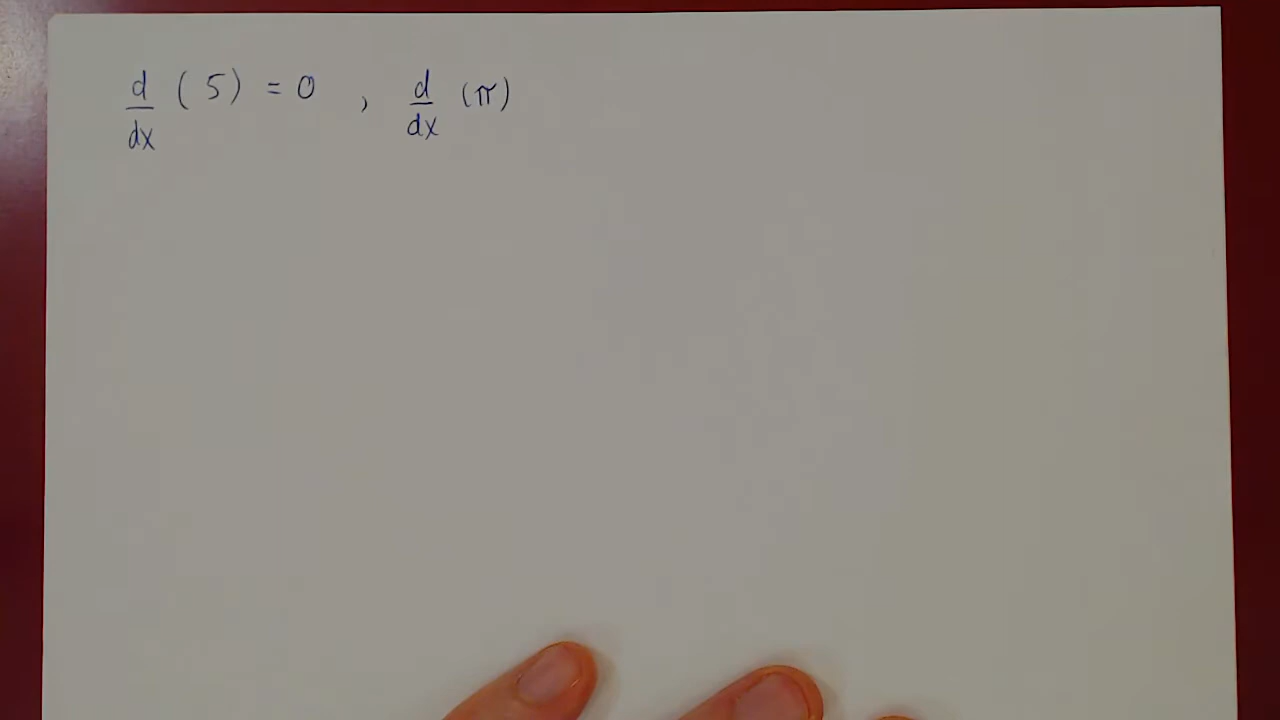 d/dx (5) = 0 , d/dx (π)